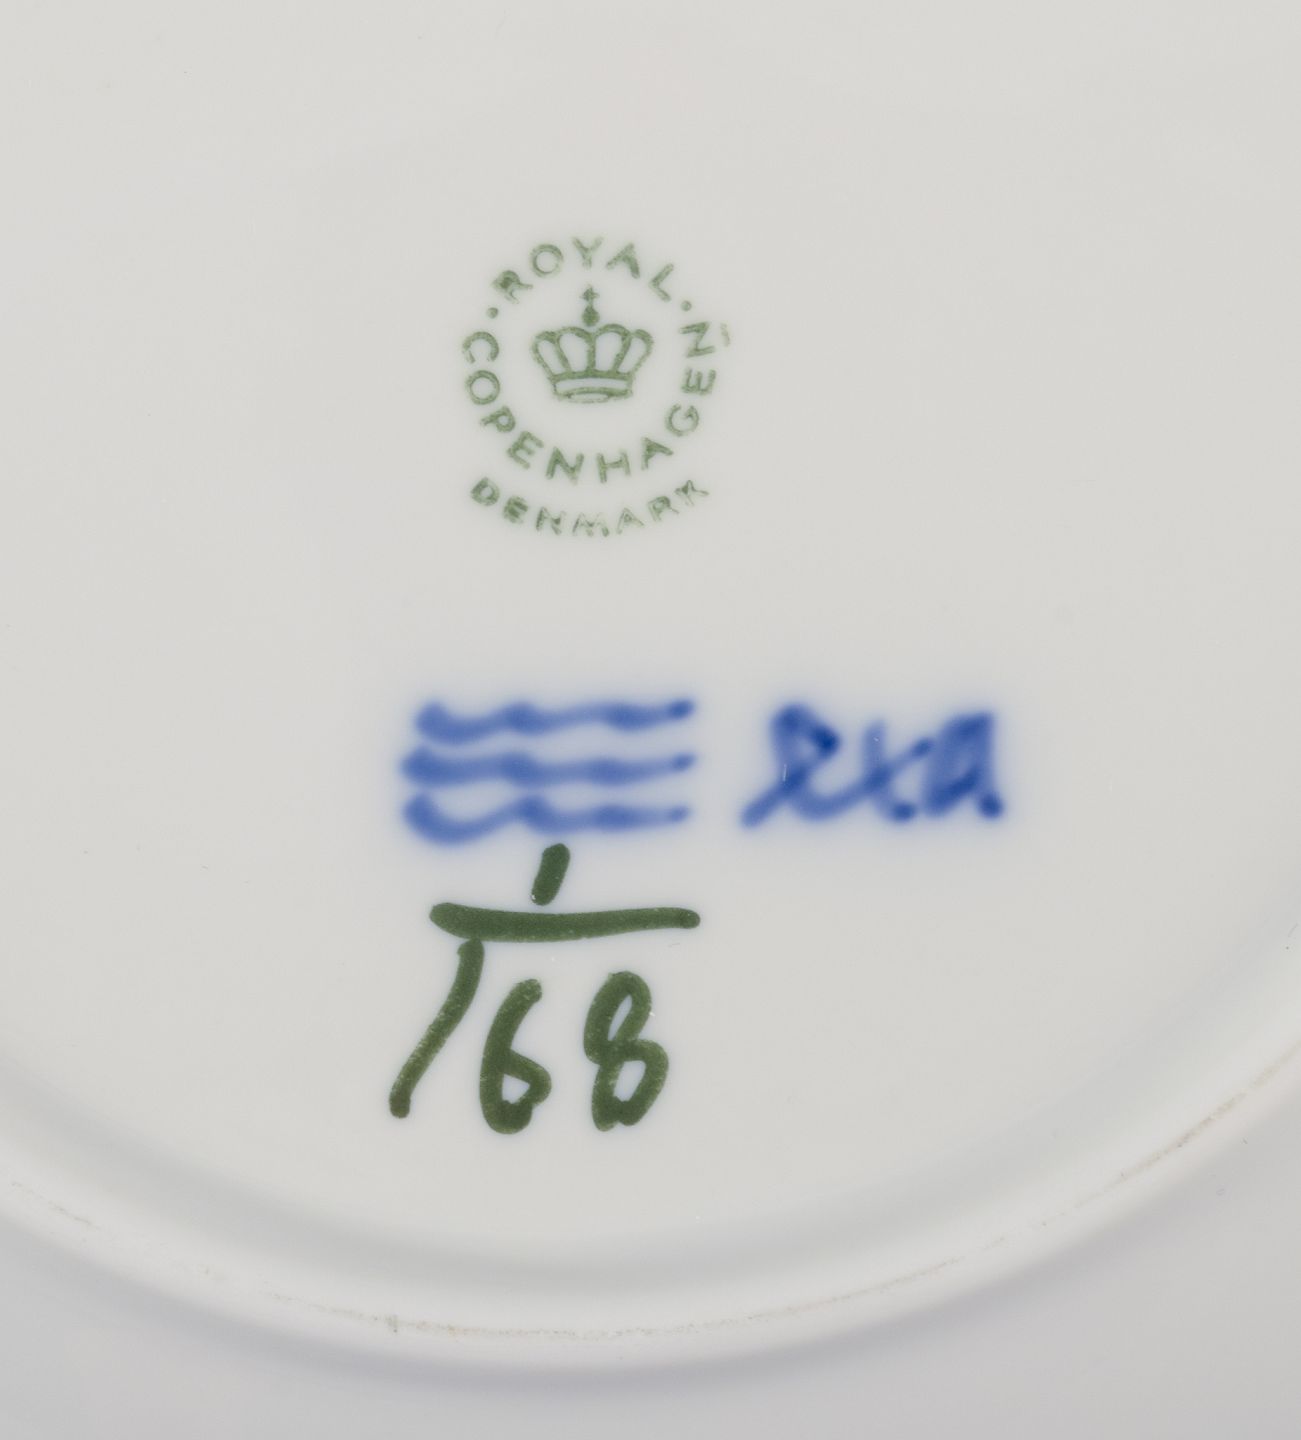 · ROYAL ·
COPENHAGEN
DENMARK
1
168